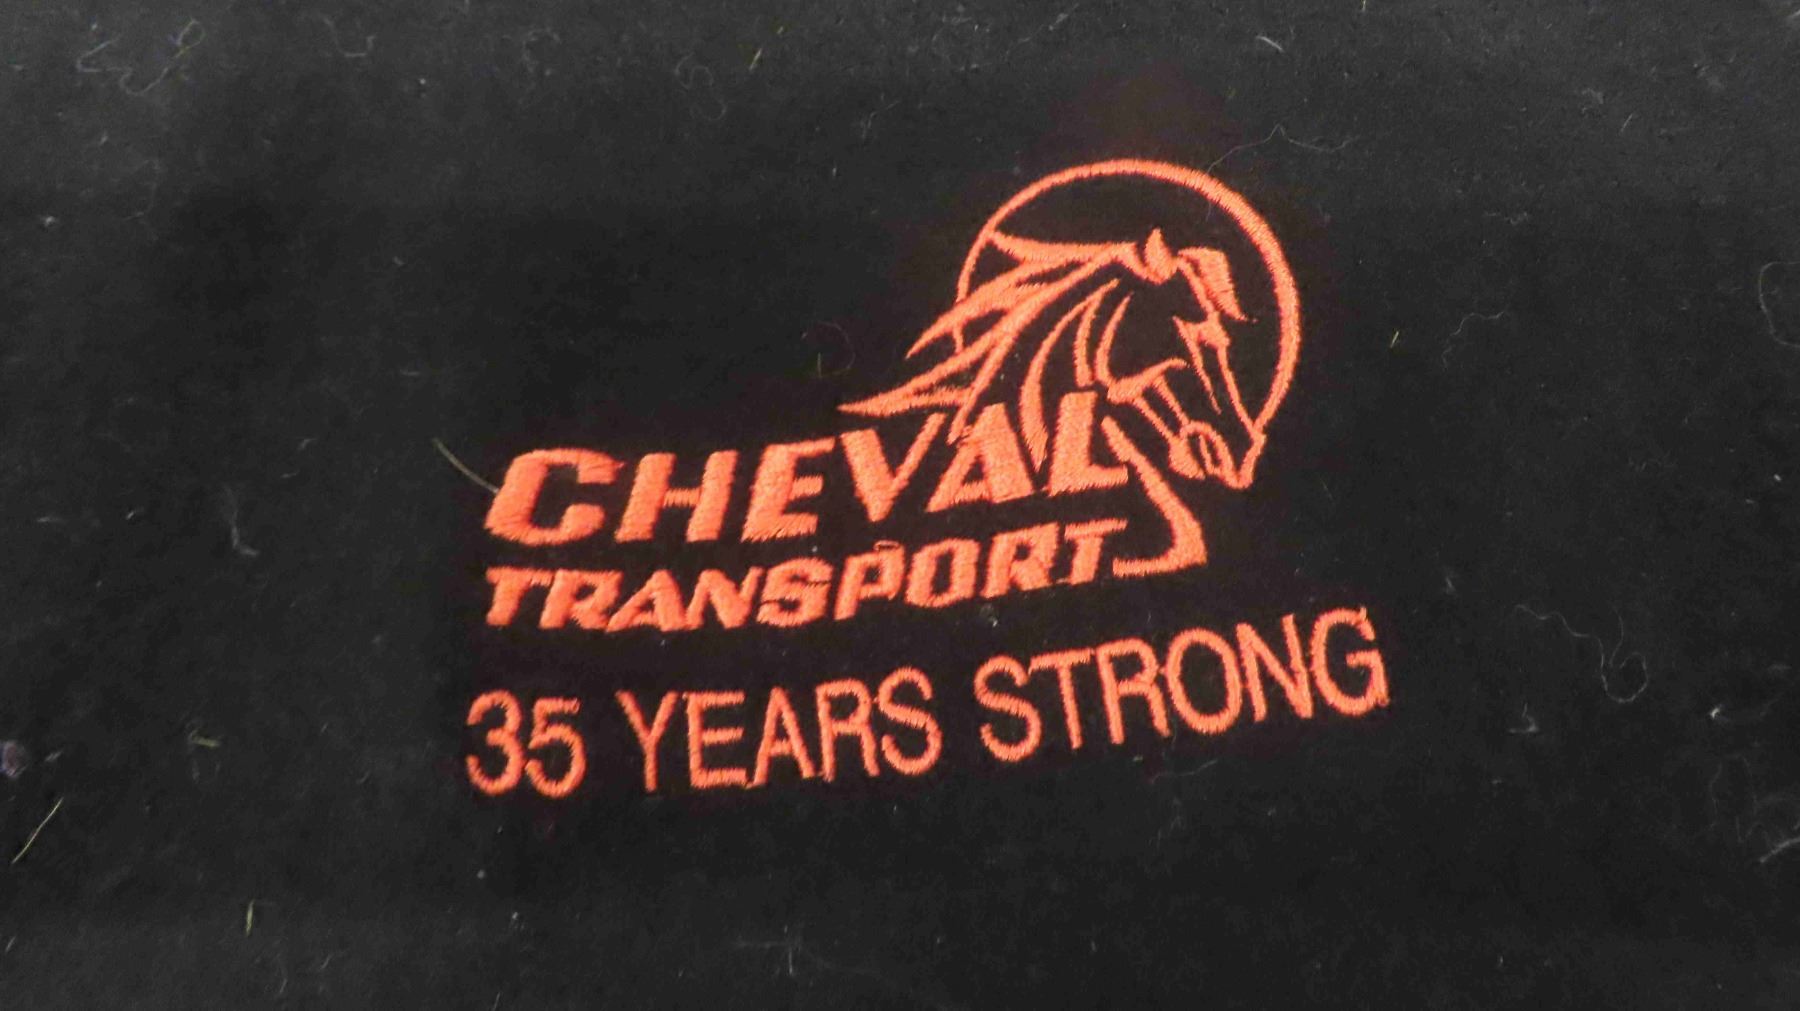 CHEVAL
TRANSPORT
35 YEARS STRONG